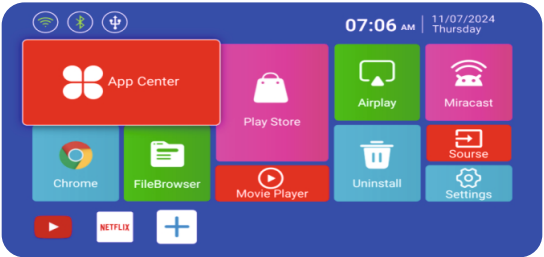 07:06 AM
11/07/2024
Thursday
App Center
Play Store
Airplay
Miracast
Chrome
FileBrowser
Movie Player
Uninstall
Sourse
Settings
NETFLIX